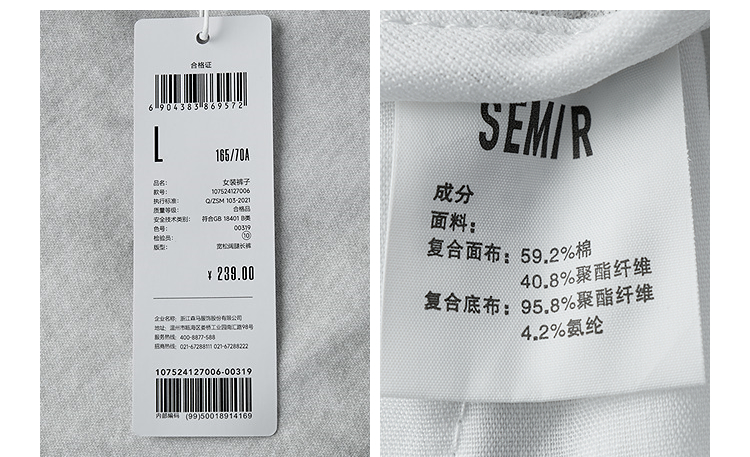 合格证
6 904383 869572
L
165/70A
品名: 女装裤子
款号: 107524127006
执行标准: Q/ZSM 103-2021
质量等级: 合格品
安全技术类别: 符合GB 18401 B类
色号: 00319
检验员: 10
版型: 宽松阔腿长裤
¥ 239.00
企业名称: 浙江森马服饰股份有限公司
地址: 温州市瓯海区娄桥工业园南汇路98号
服务热线: 400-8877-588
招商热线: 021-67288111 021-67288222
107524127006-00319
内部编码 (99)50018914169
SEMIR
成分
面料:
复合面布: 59.2%棉
40.8%聚酯纤维
复合底布: 95.8%聚酯纤维
4.2%氨纶